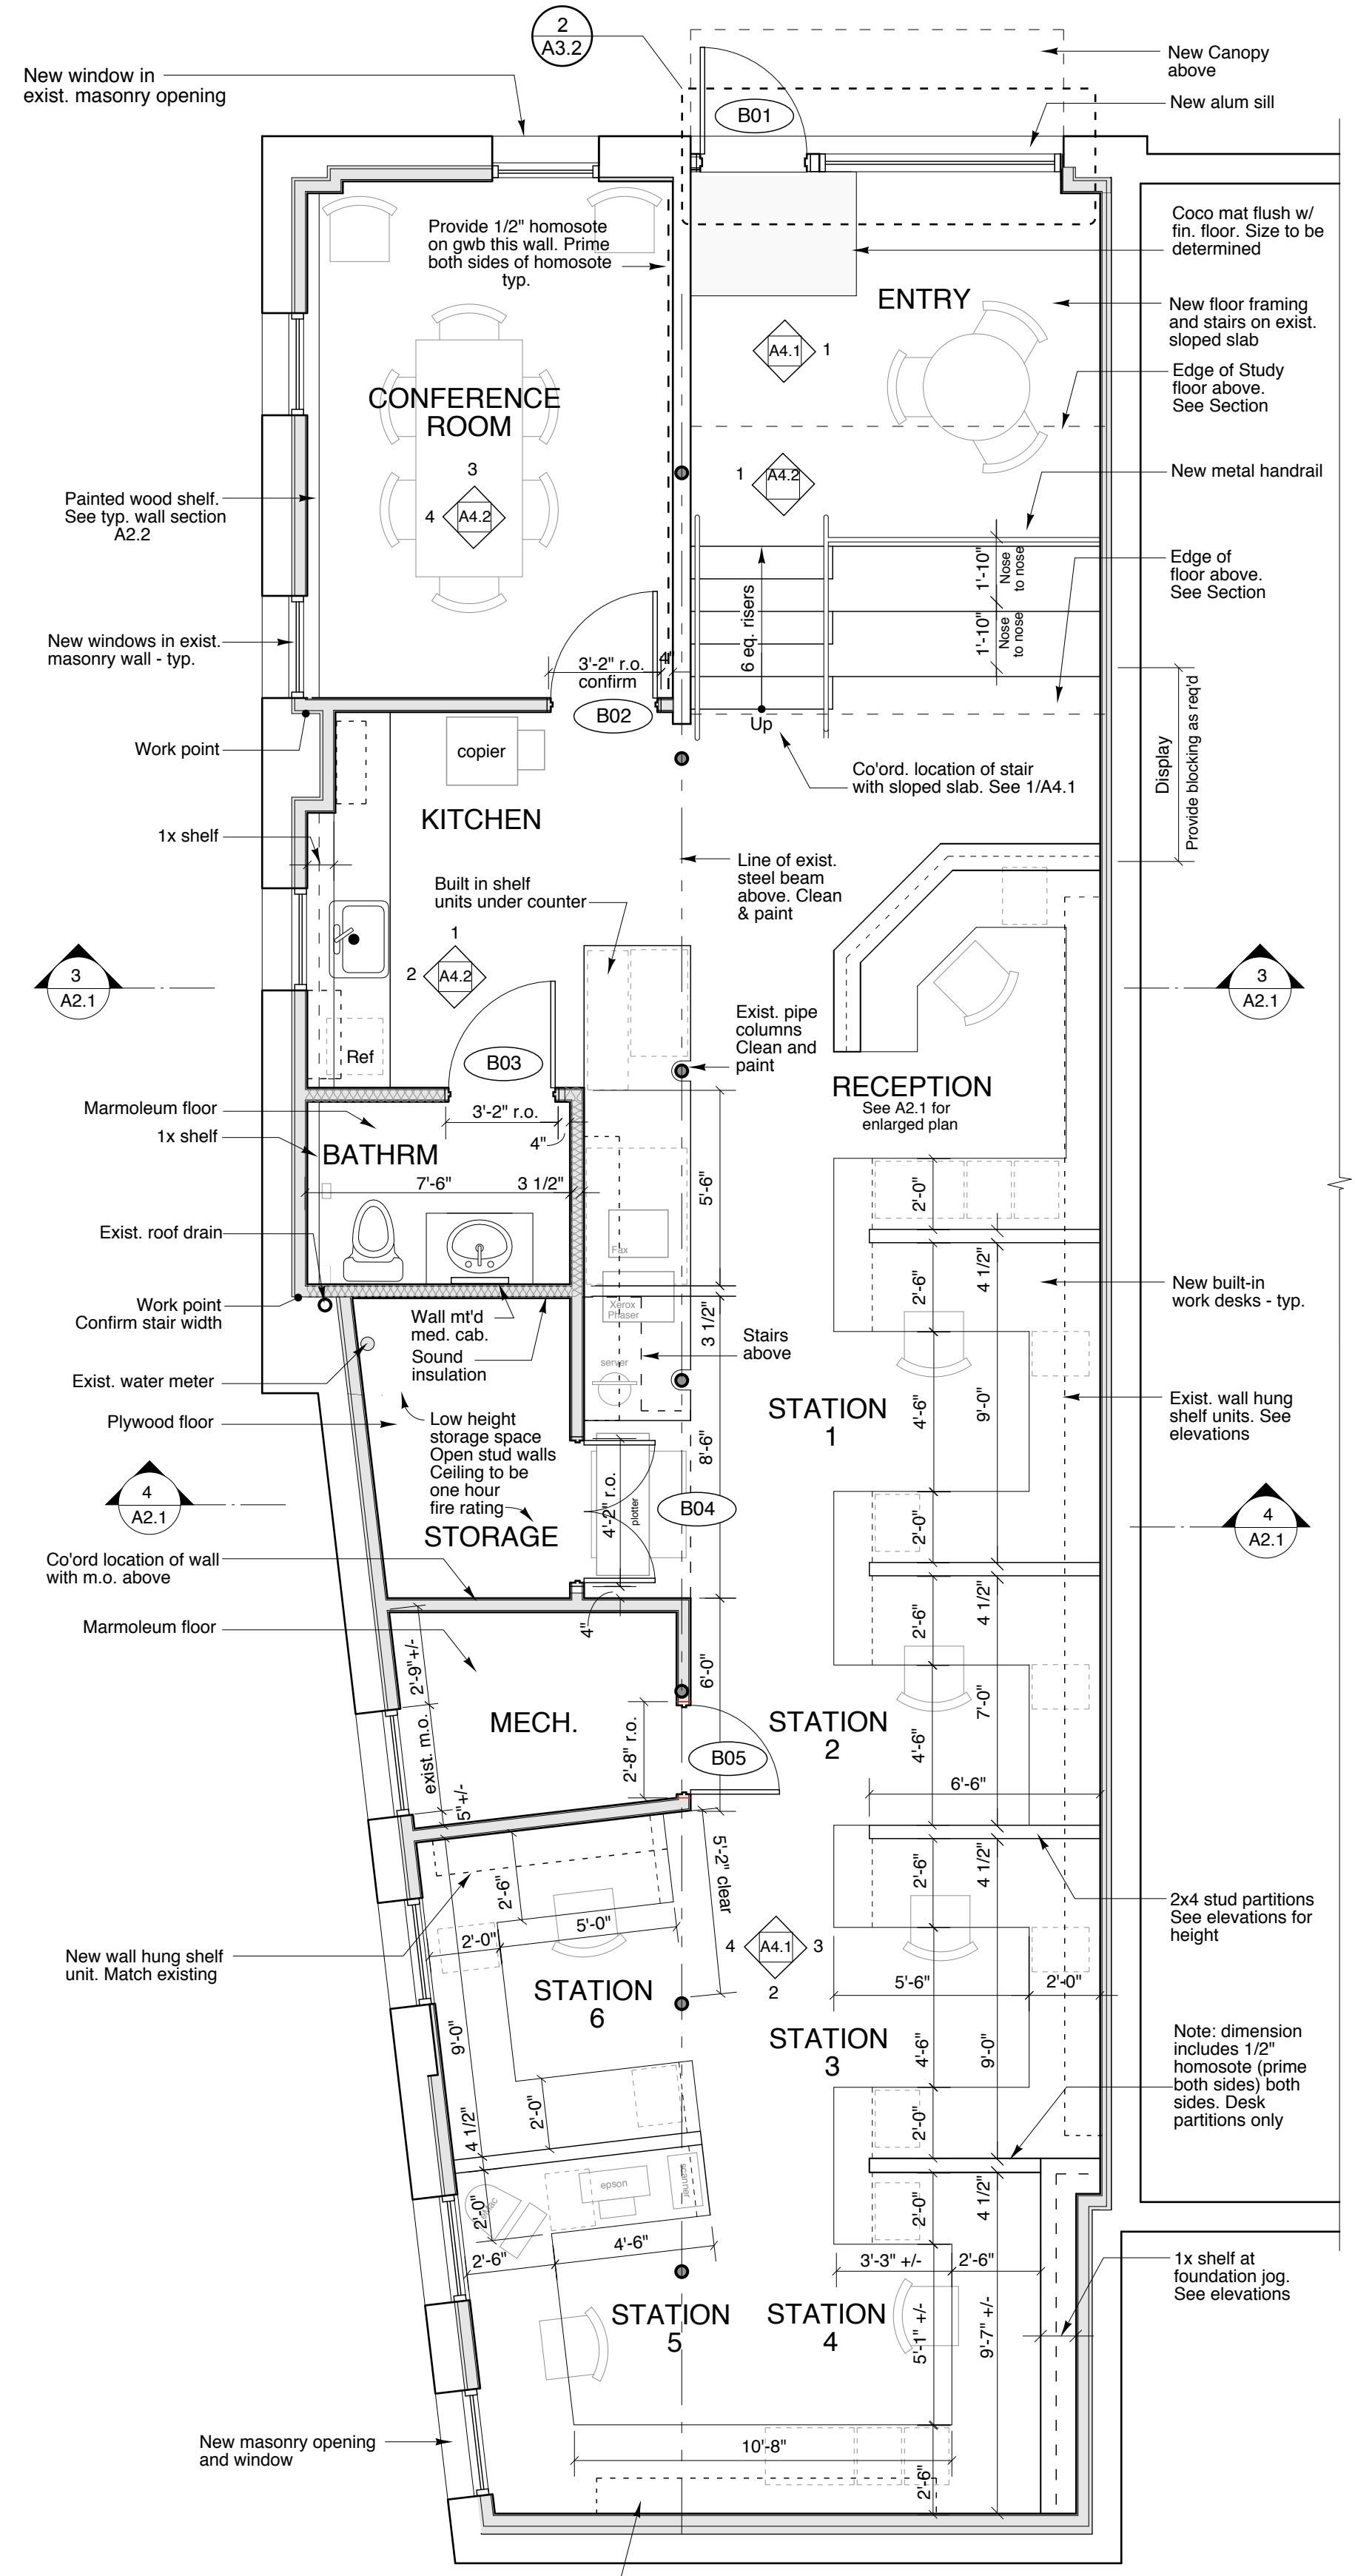 2
A3.2
New Canopy
above
New window in
exist. masonry opening
New alum sill
B01
Coco mat flush w/
fin. floor. Size to be
determined
Provide 1/2" homosote
on gwb this wall. Prime
both sides of homosote
typ.
ENTRY
New floor framing
and stairs on exist.
sloped slab
A4.1
1
Edge of Study
floor above.
See Section
CONFERENCE
ROOM
3
4
A4.2
1
A4.2
New metal handrail
Painted wood shelf.
See typ. wall section
A2.2
1'-10"
Nose
to nose
1'-10"
Nose
to nose
6 eq. risers
Edge of
floor above.
See Section
New windows in exist.
masonry wall - typ.
3'-2" r.o.
confirm
4"
B02
Up
Display
Provide blocking as req'd
Work point
copier
Co'ord. location of stair
with sloped slab. See 1/A4.1
KITCHEN
1x shelf
Line of exist.
steel beam
above. Clean
& paint
Built in shelf
units under counter
1
2
A4.2
3
A2.1
3
A2.1
Exist. pipe
columns
Clean and
paint
Ref
B03
RECEPTION
See A2.1 for
enlarged plan
Marmoleum floor
3'-2" r.o.
4"
1x shelf
BATHRM
7'-6"
3 1/2"
5'-6"
2'-0"
4 1/2"
Exist. roof drain
Fax
2'-6"
New built-in
work desks - typ.
Work point
Confirm stair width
Xerox
Phaser
Wall mt'd
med. cab.
Sound
insulation
3 1/2"
Stairs
above
server
Exist. water meter
Plywood floor
Low height
storage space
Open stud walls
Ceiling to be
one hour
fire rating
STORAGE
STATION
1
4'-6"
9'-0"
Exist. wall hung
shelf units. See
elevations
8'-6"
4'-2" r.o.
plotter
B04
2'-0"
4
A2.1
4
A2.1
Co'ord location of wall
with m.o. above
4"
4 1/2"
2'-6"
Marmoleum floor
2'-9"+/-
6'-0"
MECH.
exist. m.o.
5"+/-
2'-8" r.o.
B05
STATION
2
4'-6"
7'-0"
6'-6"
2'-6"
4 1/2"
5'-2" clear
2x4 stud partitions
See elevations for
height
2'-6"
5'-0"
2'-0"
New wall hung shelf
unit. Match existing
4
A4.1
3
2
STATION
6
5'-6"
2'-0"
STATION
3
4'-6"
9'-0"
Note: dimension
includes 1/2"
homosote (prime
both sides) both
sides. Desk
partitions only
9'-0"
2'-0"
4 1/2"
2'-0"
epson
scanner
2'-0"
2'-0"
4 1/2"
2'-6"
4'-6"
3'-3" +/-
2'-6"
1x shelf at
foundation jog.
See elevations
STATION
5
STATION
4
5'-1" +/-
9'-7" +/-
New masonry opening
and window
10'-8"
2'-6"